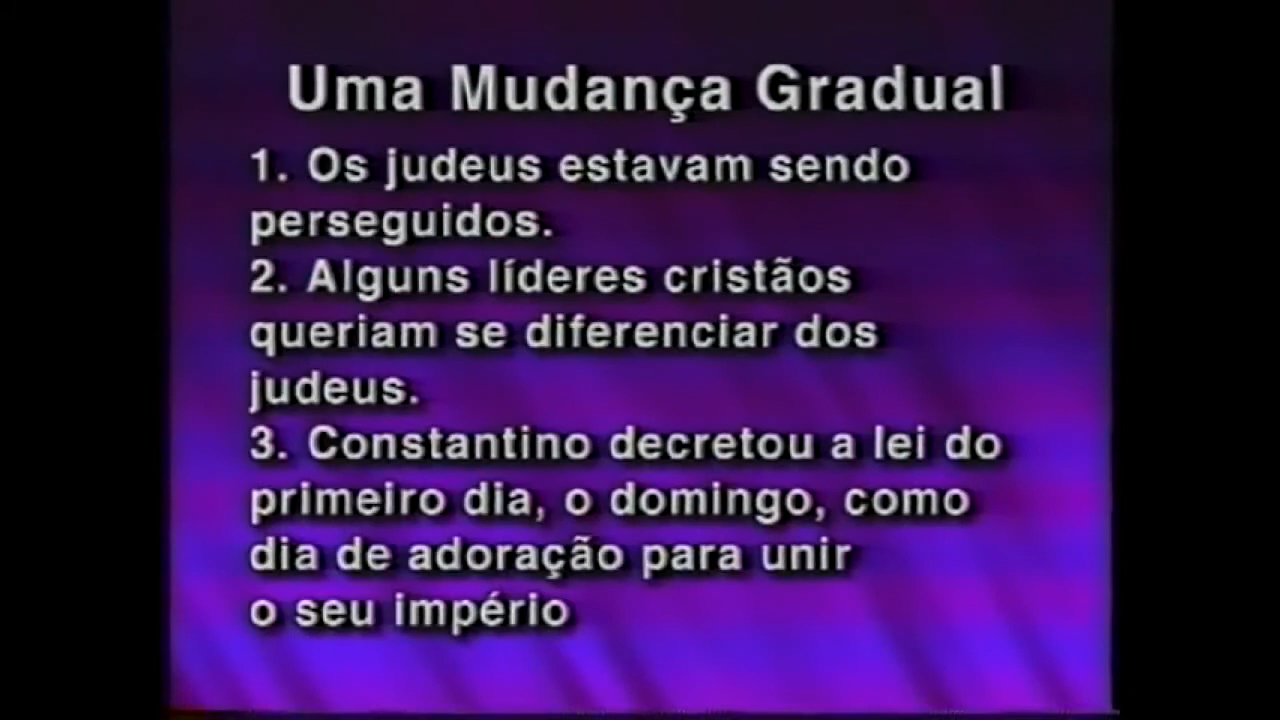 Uma Mudança Gradual
1. Os judeus estavam sendo
perseguidos.
2. Alguns líderes cristãos
queriam se diferenciar dos
judeus.
3. Constantino decretou a lei do
primeiro dia, o domingo, como
dia de adoração para unir
o seu império